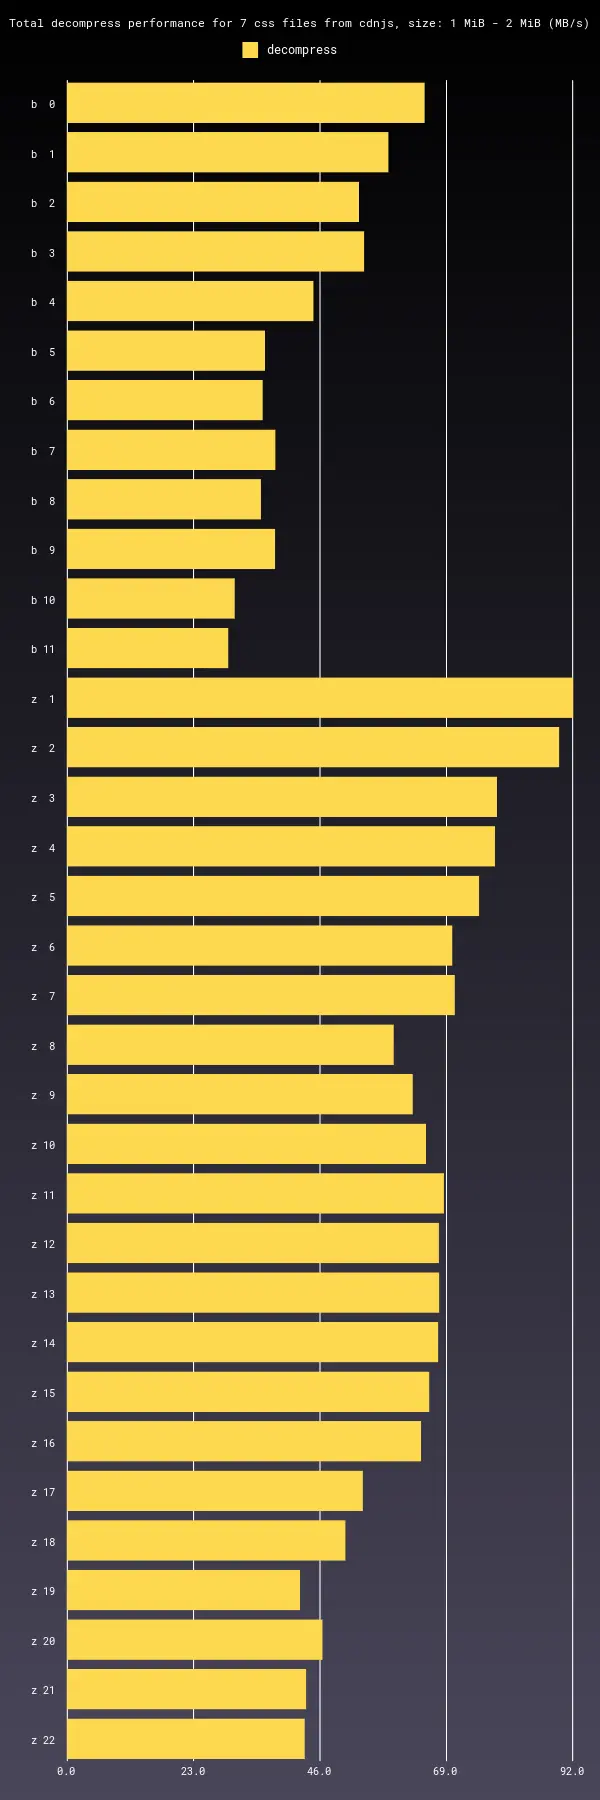 Total decompress performance for 7 css files from cdnjs, size: 1 MiB - 2 MiB (MB/s)
decompress
b 0
b 1
b 2
b 3
b 4
b 5
b 6
b 7
b 8
b 9
b 10
b 11
z 1
z 2
z 3
z 4
z 5
z 6
z 7
z 8
z 9
z 10
z 11
z 12
z 13
z 14
z 15
z 16
z 17
z 18
z 19
z 20
z 21
z 22
0.0 23.0 46.0 69.0 92.0